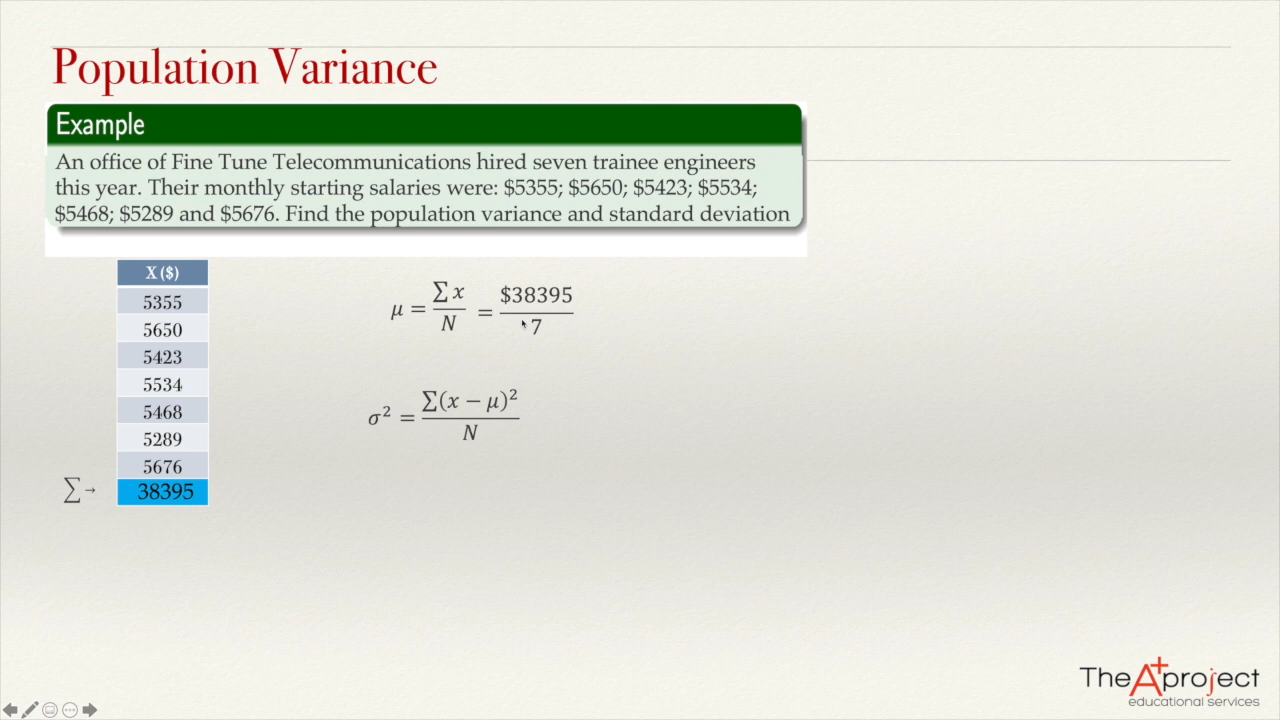 Population Variance
Example
An office of Fine Tune Telecommunications hired seven trainee engineers
this year. Their monthly starting salaries were: $5355; $5650; $5423; $5534;
$5468; $5289 and $5676. Find the population variance and standard deviation
X ($)
5355
5650
5423
5534
5468
5289
5676
∑→ 38395
μ = ∑x / N = $38395 / 7
σ² = ∑(x − μ)² / N
The A+ project
educational services